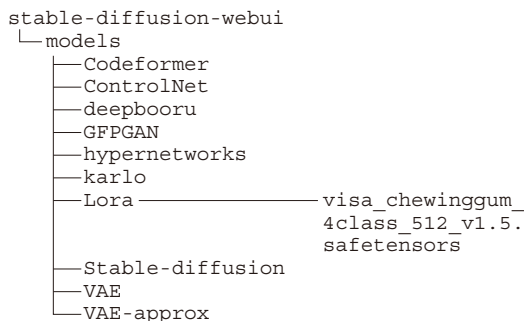 stable-diffusion-webui
models
Codeformer
ControlNet
deepbooru
GFPGAN
hypernetworks
karlo
Lora visa_chewinggum_
4class_512_v1.5.
safetensors
Stable-diffusion
VAE
VAE-approx